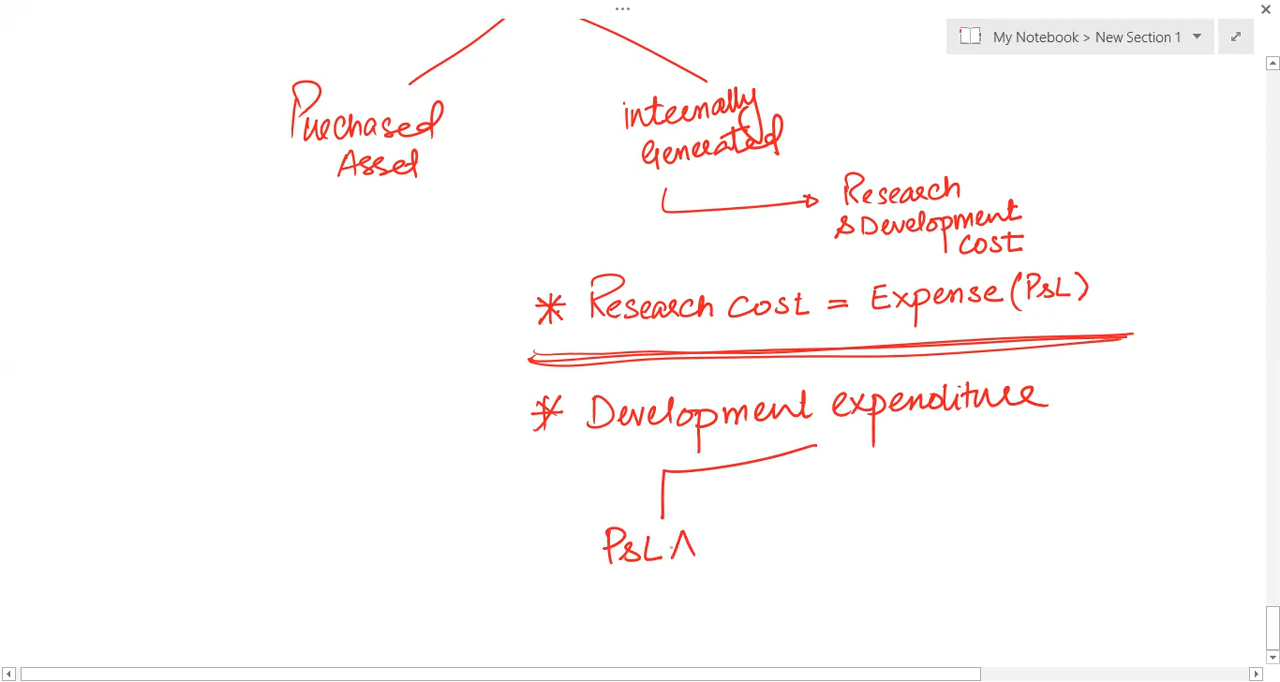 ...
My Notebook > New Section 1
Purchased
Asset
internally
Generated
Research
& Development
cost
* Research cost = Expense (P&L)
* Development expenditure
P&L A